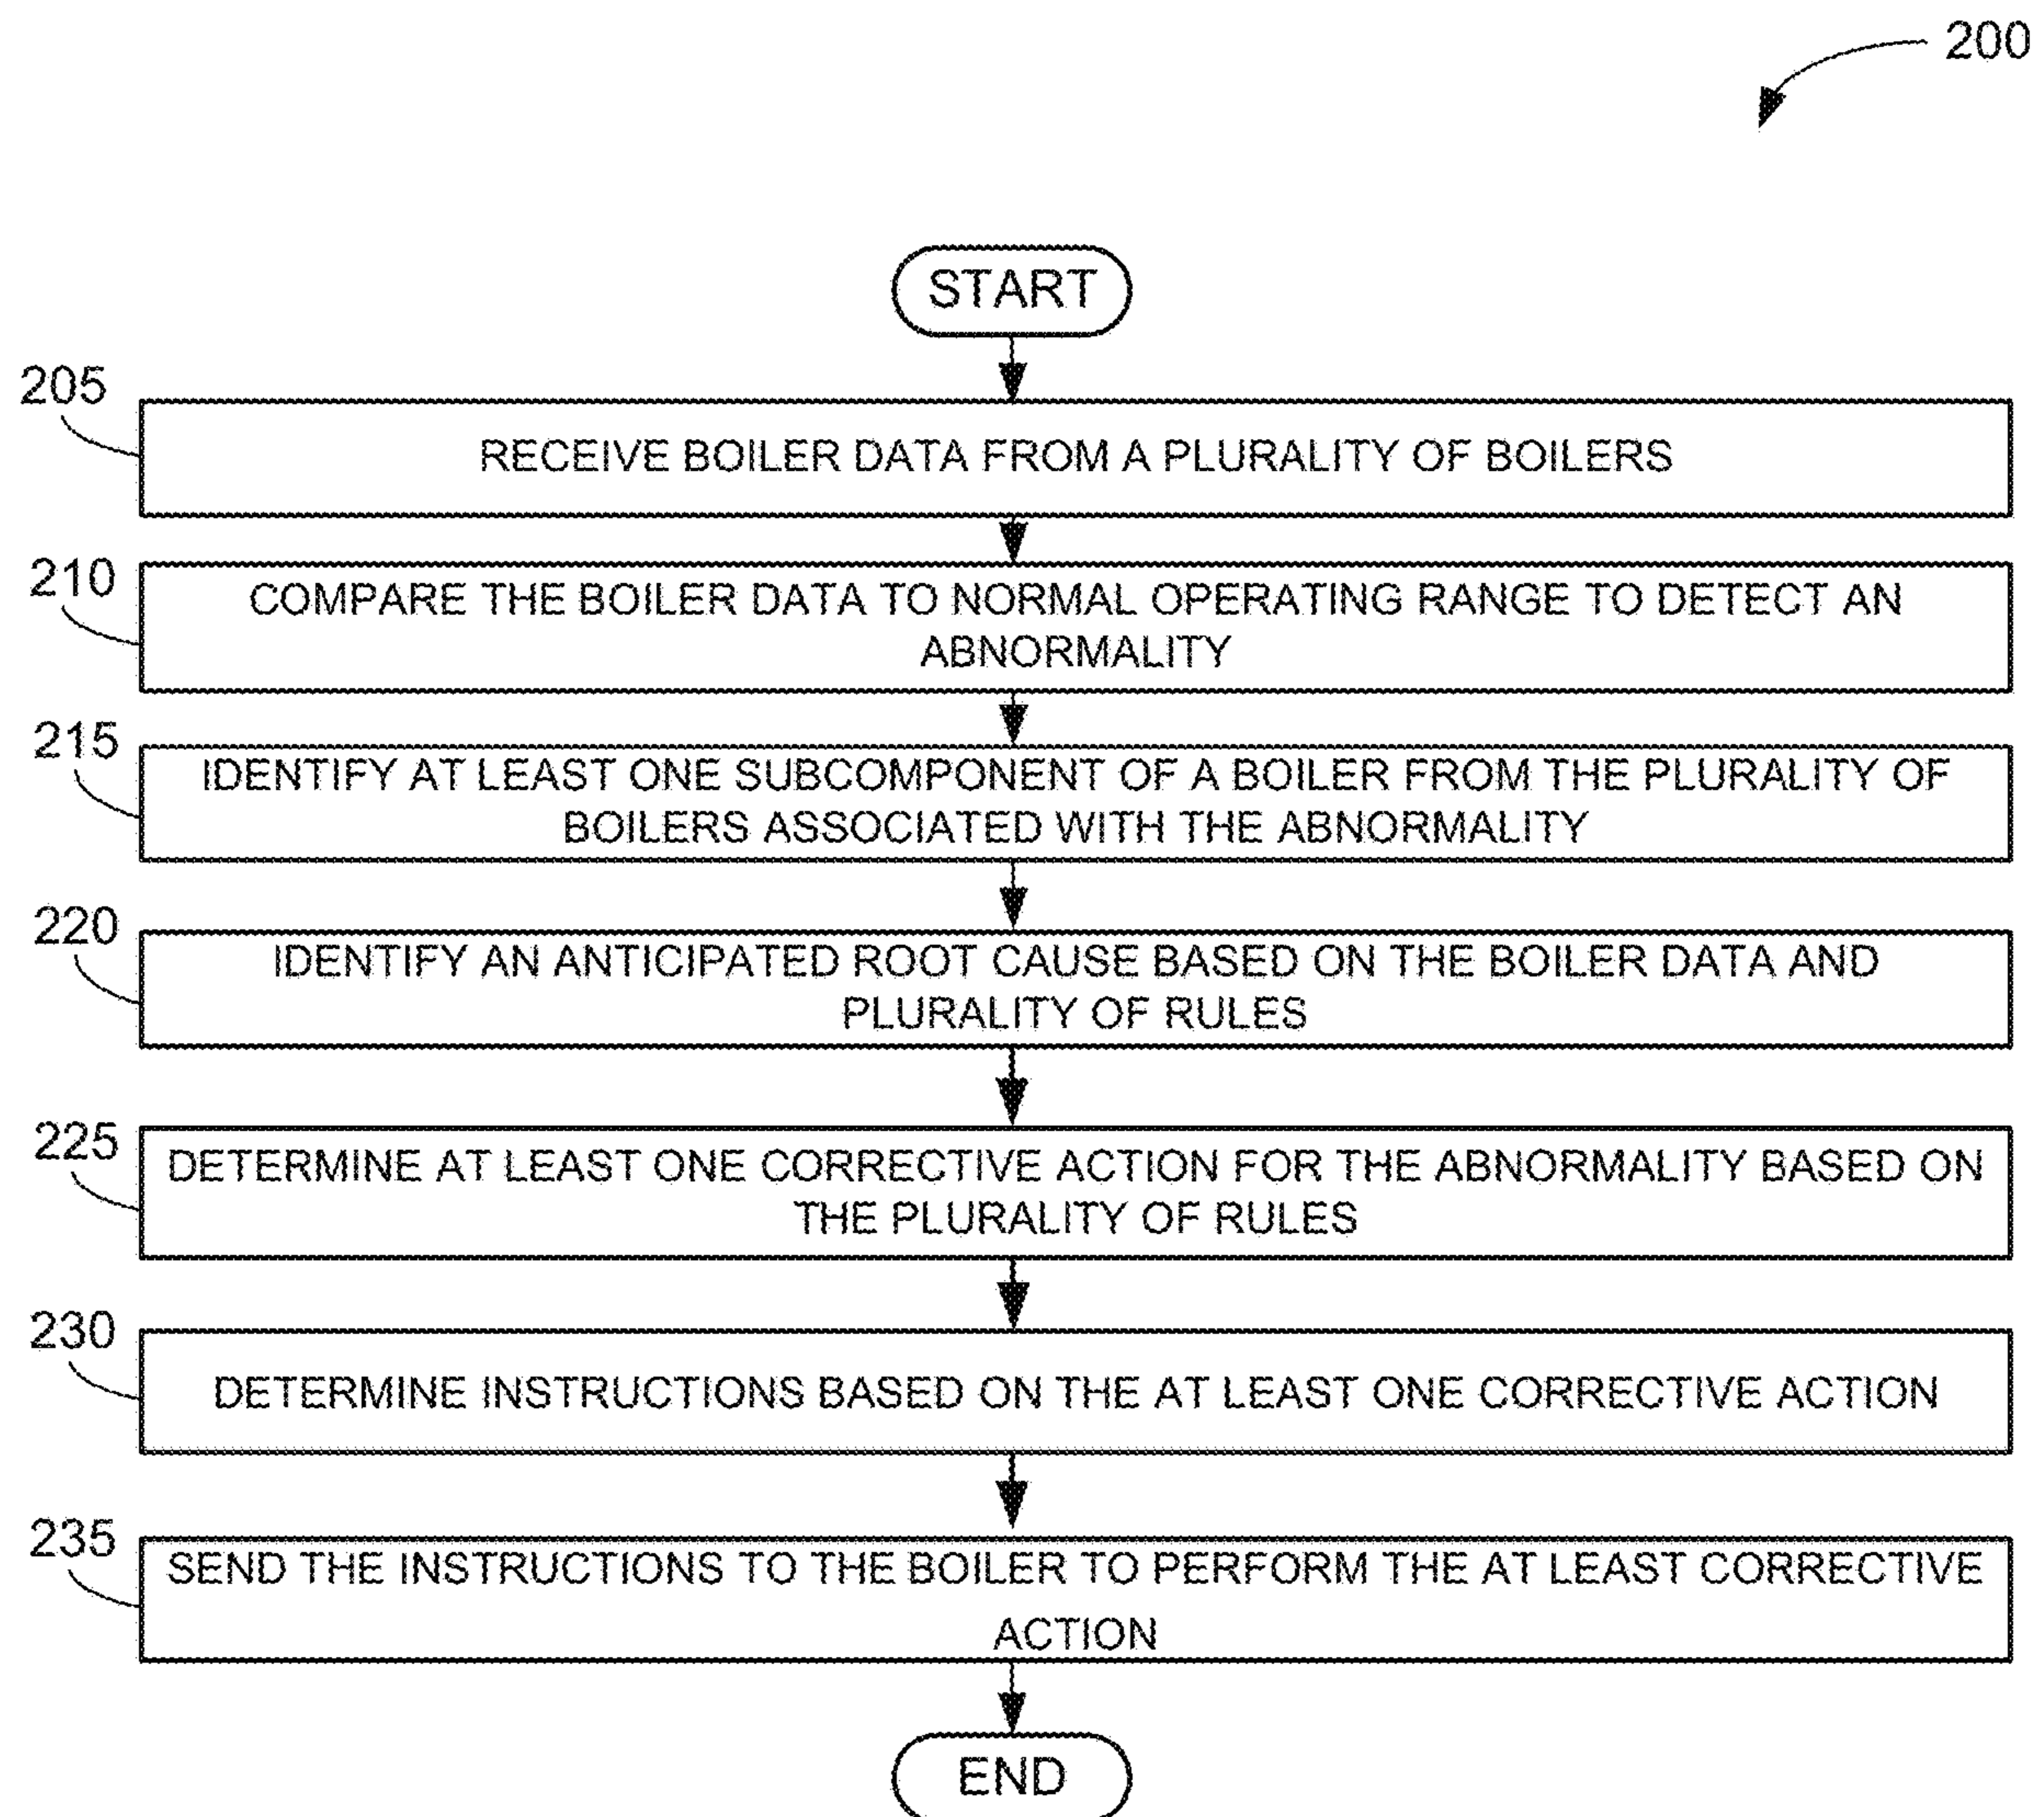 200
START
205
RECEIVE BOILER DATA FROM A PLURALITY OF BOILERS
210
COMPARE THE BOILER DATA TO NORMAL OPERATING RANGE TO DETECT AN
ABNORMALITY
215
IDENTIFY AT LEAST ONE SUBCOMPONENT OF A BOILER FROM THE PLURALITY OF
BOILERS ASSOCIATED WITH THE ABNORMALITY
220
IDENTIFY AN ANTICIPATED ROOT CAUSE BASED ON THE BOILER DATA AND
PLURALITY OF RULES
225
DETERMINE AT LEAST ONE CORRECTIVE ACTION FOR THE ABNORMALITY BASED ON
THE PLURALITY OF RULES
230
DETERMINE INSTRUCTIONS BASED ON THE AT LEAST ONE CORRECTIVE ACTION
235
SEND THE INSTRUCTIONS TO THE BOILER TO PERFORM THE AT LEAST CORRECTIVE
ACTION
END